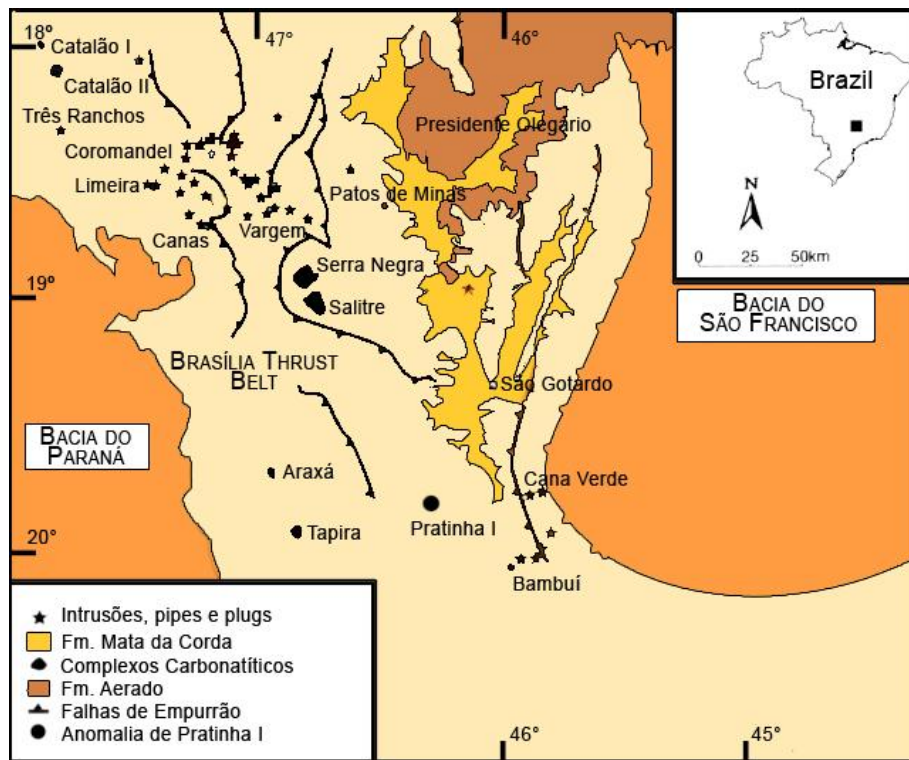 18°
47°
46°
Catalão I
Catalão II
Três Ranchos
Coromandel
Limeira
Canas
Vargem
Patos de Minas
Presidente Olegário
Brazil
N
0 25 50km
19°
Serra Negra
Salitre
BACIA DO
SÃO FRANCISCO
BRASÍLIA THRUST
BELT
São Gotardo
BACIA DO
PARANÁ
Araxá
Cana Verde
Tapira
Pratinha I
20°
Bambuí
Intrusões, pipes e plugs
Fm. Mata da Corda
Complexos Carbonatíticos
Fm. Aerado
Falhas de Empurrão
Anomalia de Pratinha I
46°
45°